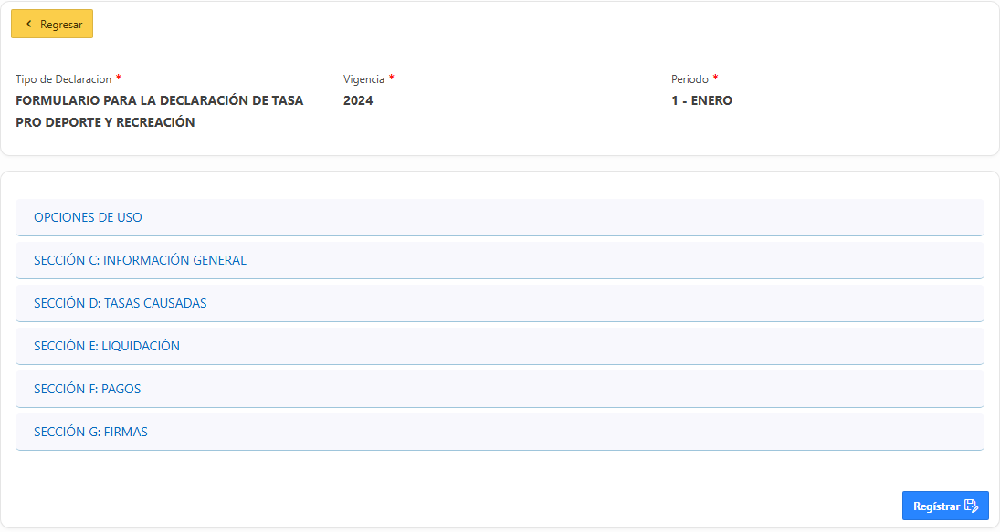 Regresar
Tipo de Declaracion *
FORMULARIO PARA LA DECLARACIÓN DE TASA
PRO DEPORTE Y RECREACIÓN
Vigencia *
2024
Periodo *
1 - ENERO
OPCIONES DE USO
SECCIÓN C: INFORMACIÓN GENERAL
SECCIÓN D: TASAS CAUSADAS
SECCIÓN E: LIQUIDACIÓN
SECCIÓN F: PAGOS
SECCIÓN G: FIRMAS
Registrar